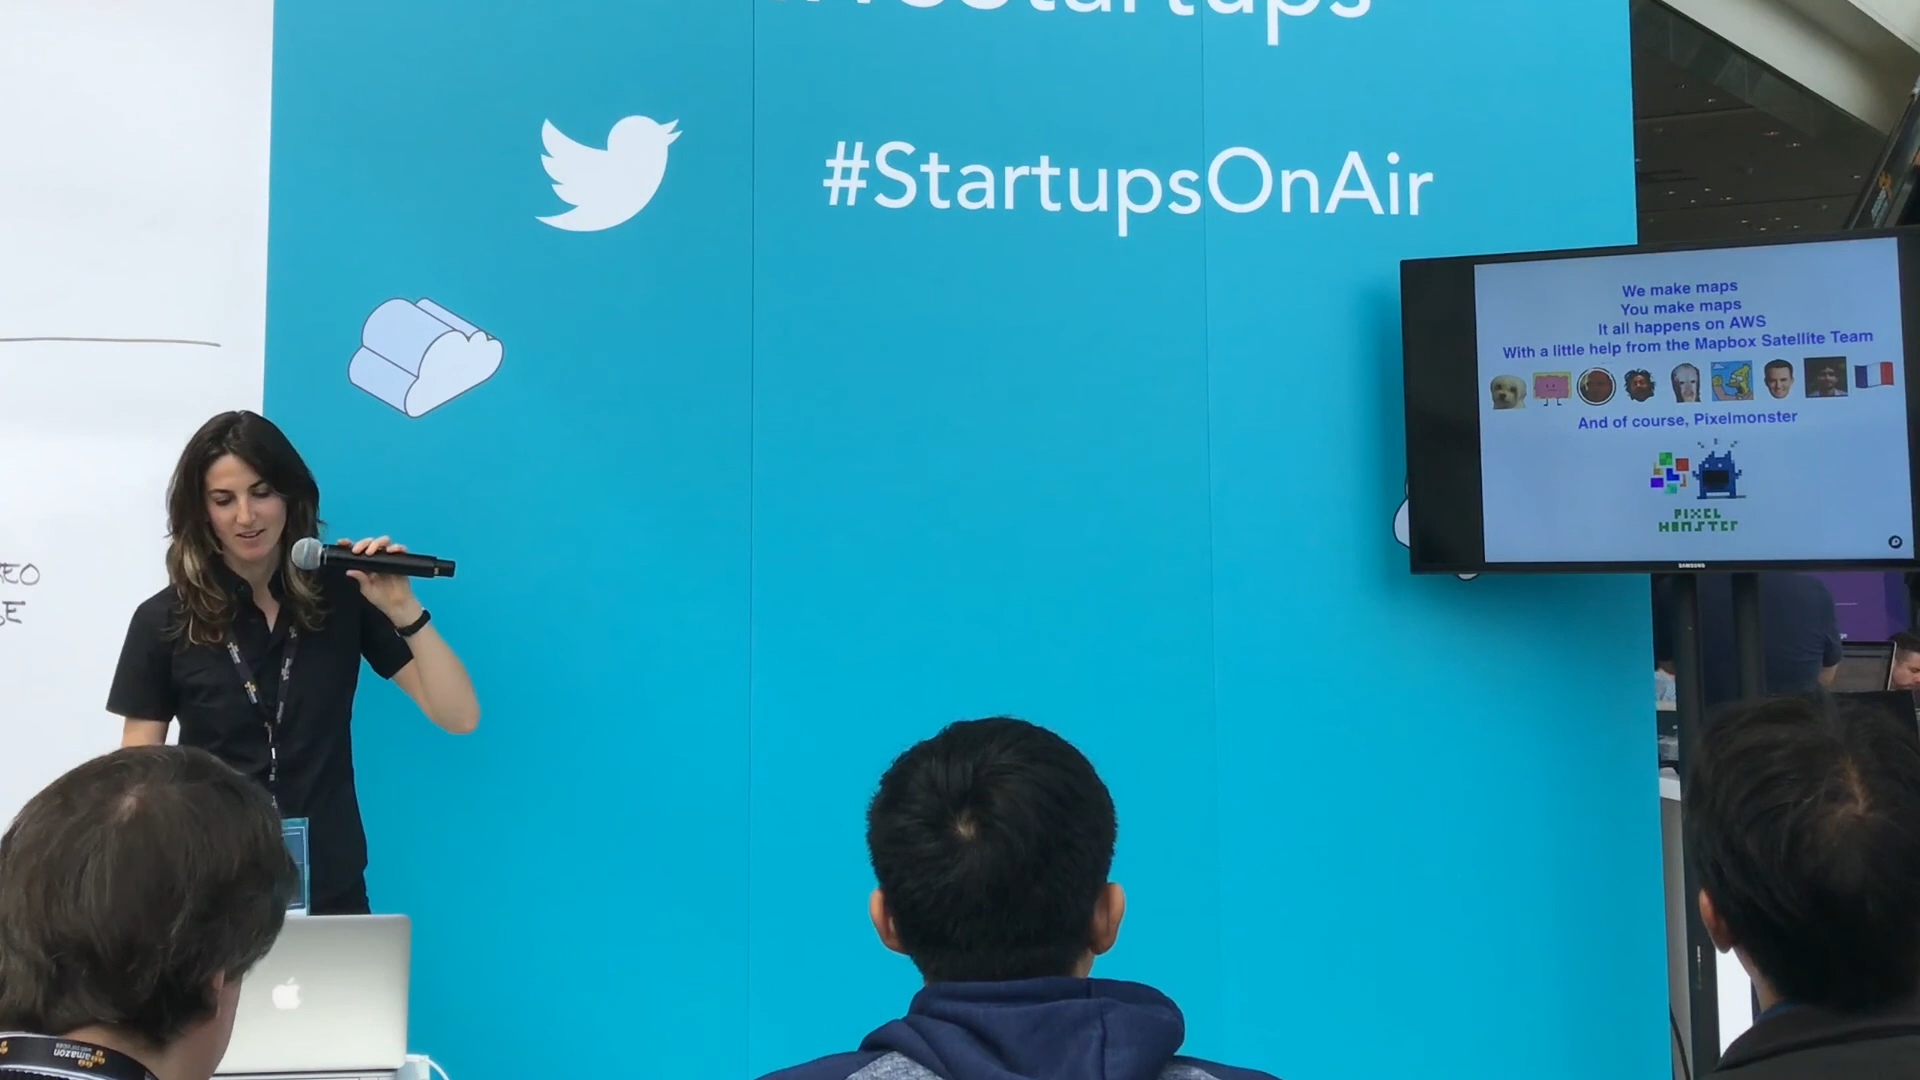 #StartupsOnAir
We make maps
You make maps
It all happens on AWS
With a little help from the Mapbox Satellite Team
And of course, Pixelmonster
PIXEL
MONSTER
SAMSUNG
amazon